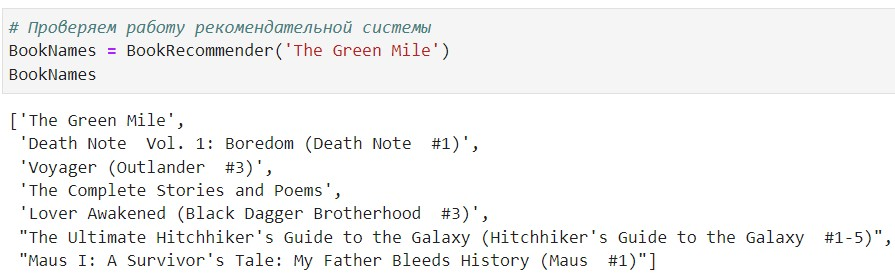 # Проверяем работу рекомендательной системы
BookNames = BookRecommender('The Green Mile')
BookNames
['The Green Mile',
'Death Note  Vol. 1: Boredom (Death Note  #1)',
'Voyager (Outlander  #3)',
'The Complete Stories and Poems',
'Lover Awakened (Black Dagger Brotherhood  #3)',
"The Ultimate Hitchhiker's Guide to the Galaxy (Hitchhiker's Guide to the Galaxy  #1-5)",
"Maus I: A Survivor's Tale: My Father Bleeds History (Maus  #1)"]